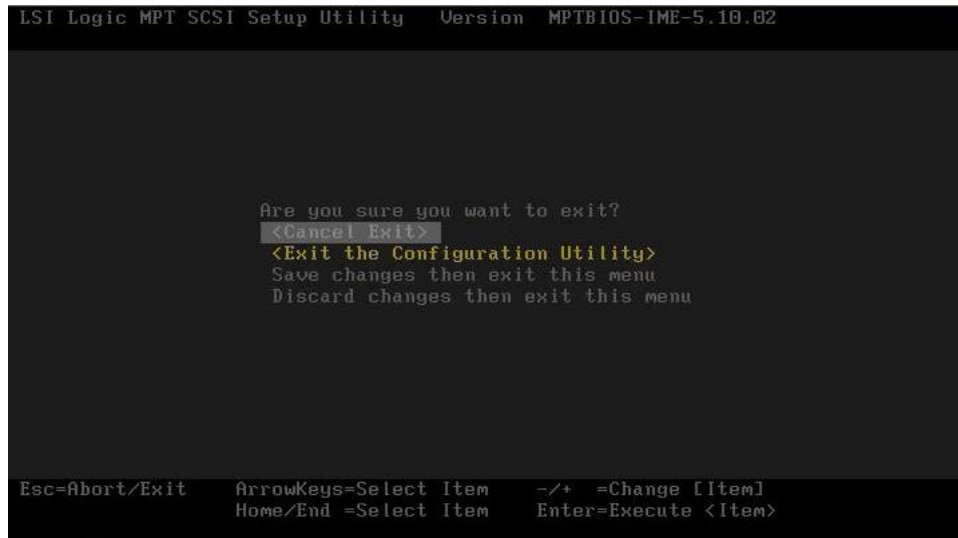 LSI Logic MPT SCSI Setup Utility Version MPTBIOS-IME-5.10.02
Are you sure you want to exit?
<Cancel Exit>
<Exit the Configuration Utility>
Save changes then exit this menu
Discard changes then exit this menu
Esc=Abort/Exit ArrowKeys=Select Item -/+ =Change [Item]
Home/End =Select Item Enter=Execute <Item>